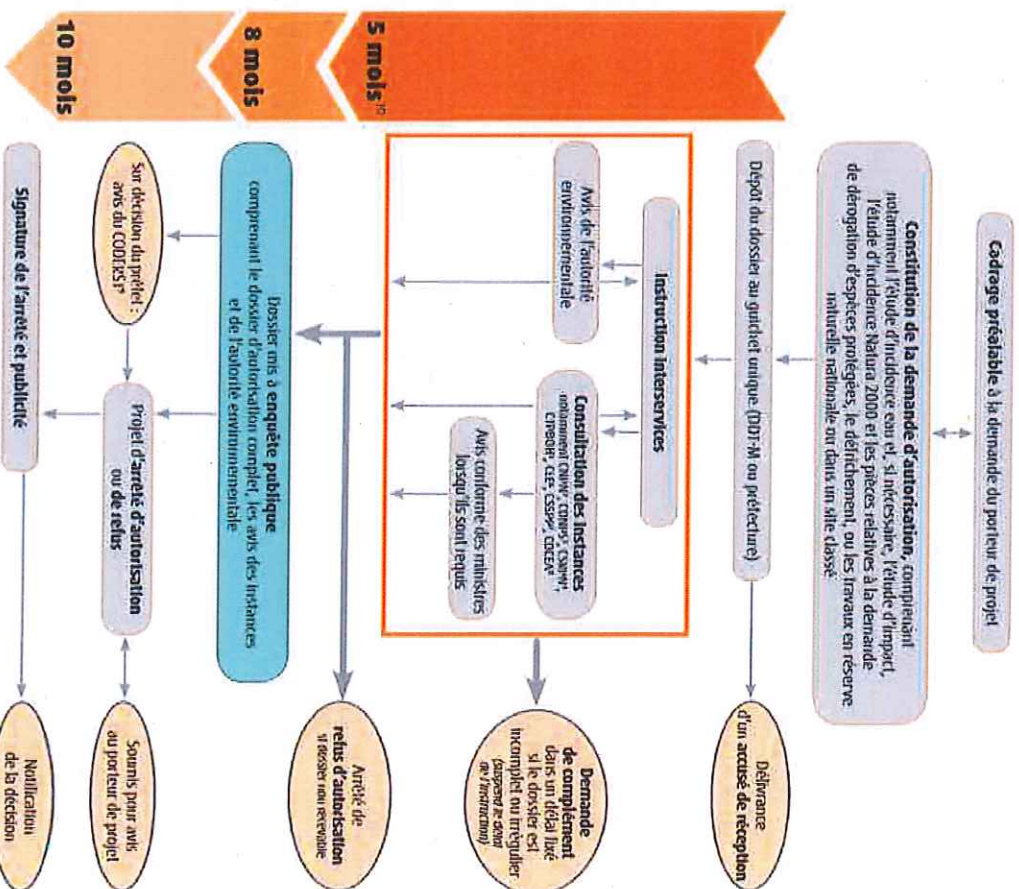 Cadrage préalable à la demande du porteur de projet
Constitution de la demande d'autorisation, comprenant
notamment l'étude d'incidence eau et, si nécessaire, l'étude d'impact,
l'étude d'incidence Natura 2000 et les pièces relatives à la demande
de dérogation d'espèces protégées, le défrichement, ou les travaux en réserve
naturelle nationale ou dans un site classé
Dépôt du dossier au guichet unique (DDT-M ou préfecture)
Délivrance
d'un accusé de réception
5 mois
Instruction interservices
Avis de l'autorité
environnementale
Consultation des instances
notamment
Avis conforme des ministres
lorsqu'ils sont requis
Demande
de complément
dans un délai fixé
si le dossier est
incomplet ou irrégulier
(suspend le délai
de l'instruction)
Arrêté de
refus d'autorisation
si dossier non recevable
8 mois
Dossier mis à enquête publique
comprenant le dossier d'autorisation complet, les avis des instances
et de l'autorité environnementale
10 mois
Sur décision du préfet :
avis du
Projet d'arrêté d'autorisation
ou de refus
Soumis pour avis
au porteur de projet
Signature de l'arrêté et publicité
Notification
de la décision